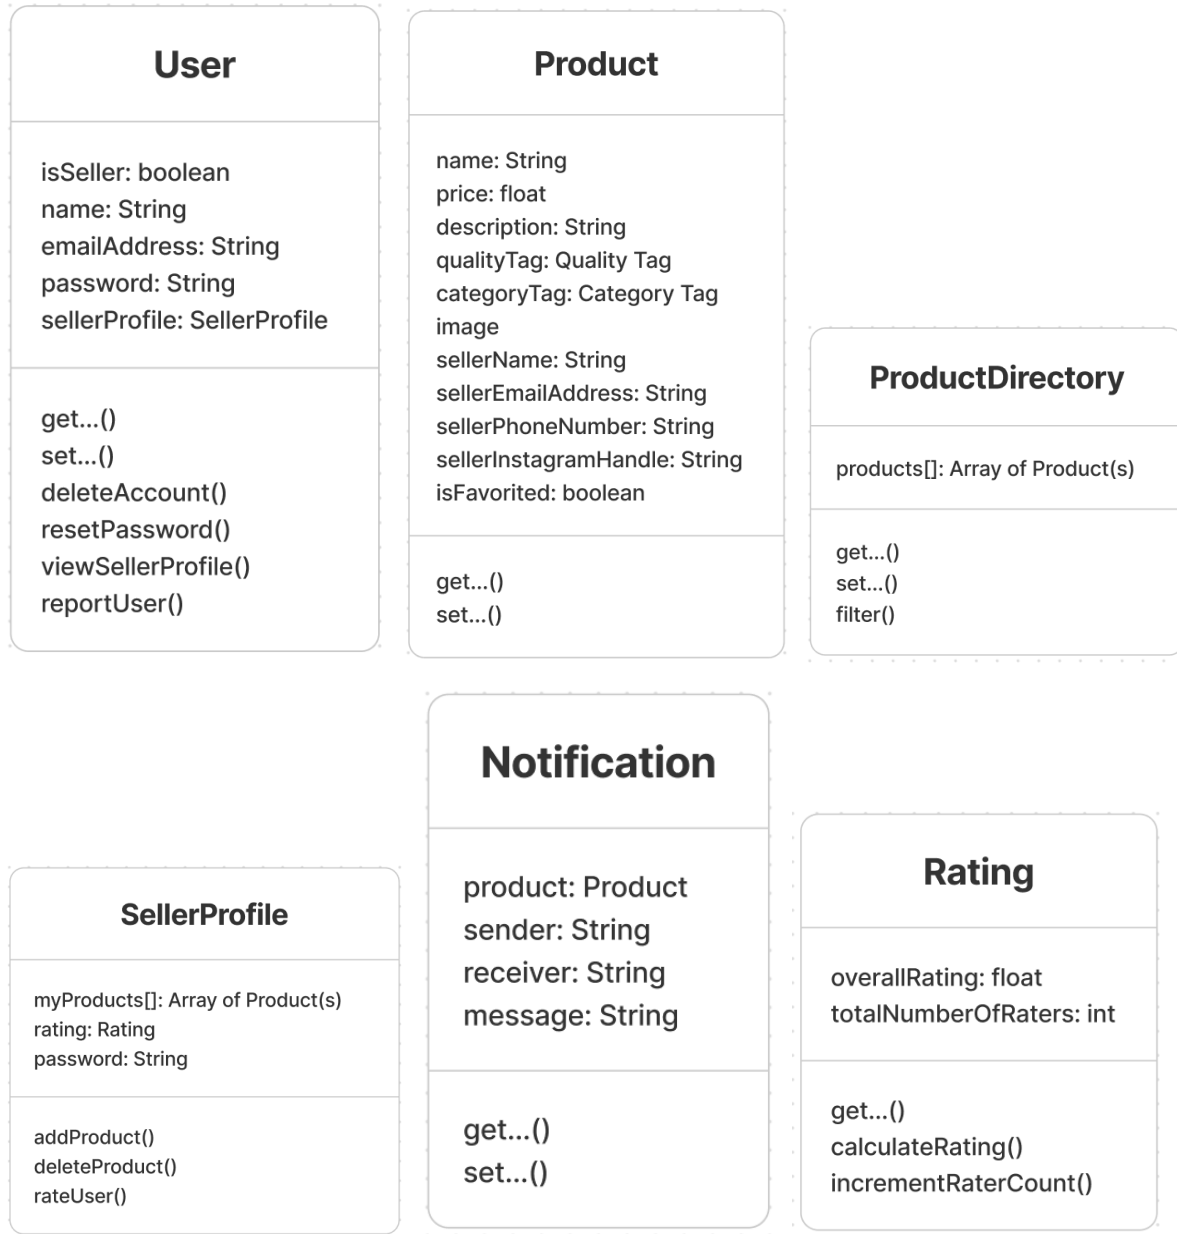 User
isSeller: boolean
name: String
emailAddress: String
password: String
sellerProfile: SellerProfile
get...()
set...()
deleteAccount()
resetPassword()
viewSellerProfile()
reportUser()
Product
name: String
price: float
description: String
qualityTag: Quality Tag
categoryTag: Category Tag
image
sellerName: String
sellerEmailAddress: String
sellerPhoneNumber: String
sellerInstagramHandle: String
isFavorited: boolean
get...()
set...()
ProductDirectory
products[]: Array of Product(s)
get...()
set...()
filter()
SellerProfile
myProducts[]: Array of Product(s)
rating: Rating
password: String
addProduct()
deleteProduct()
rateUser()
Notification
product: Product
sender: String
receiver: String
message: String
get...()
set...()
Rating
overallRating: float
totalNumberOfRaters: int
get...()
calculateRating()
incrementRaterCount()